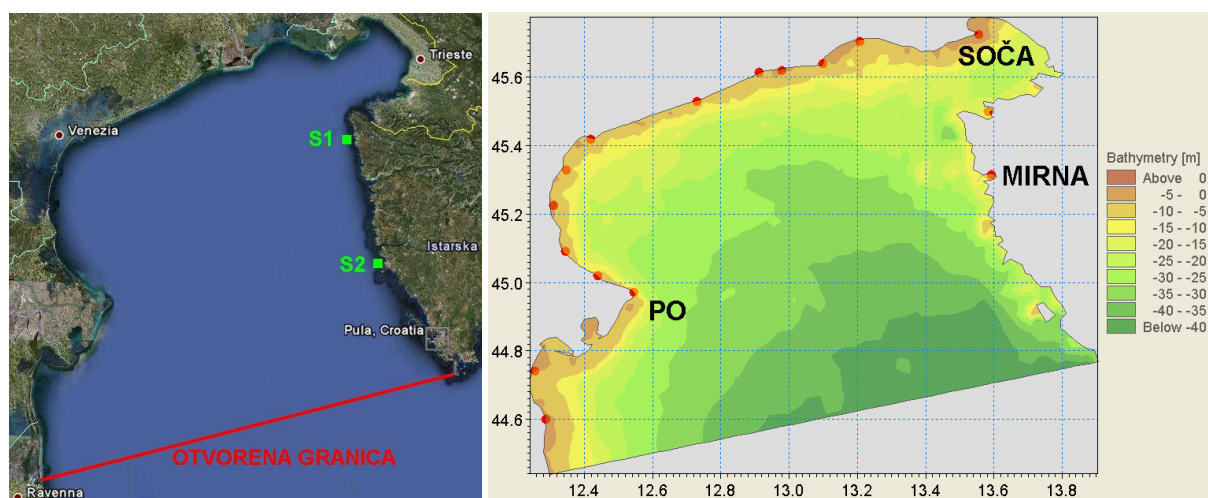 Trieste
Venezia
S1
Istarska
S2
Pula, Croatia
OTVORENA GRANICA
Ravenna
45.6
45.4
45.2
45.0
44.8
44.6
12.4 12.6 12.8 13.0 13.2 13.4 13.6 13.8
SOČA
MIRNA
PO
Bathymetry [m]
Above 0
-5 - 0
-10 - -5
-15 - -10
-20 - -15
-25 - -20
-30 - -25
-35 - -30
-40 - -35
Below -40